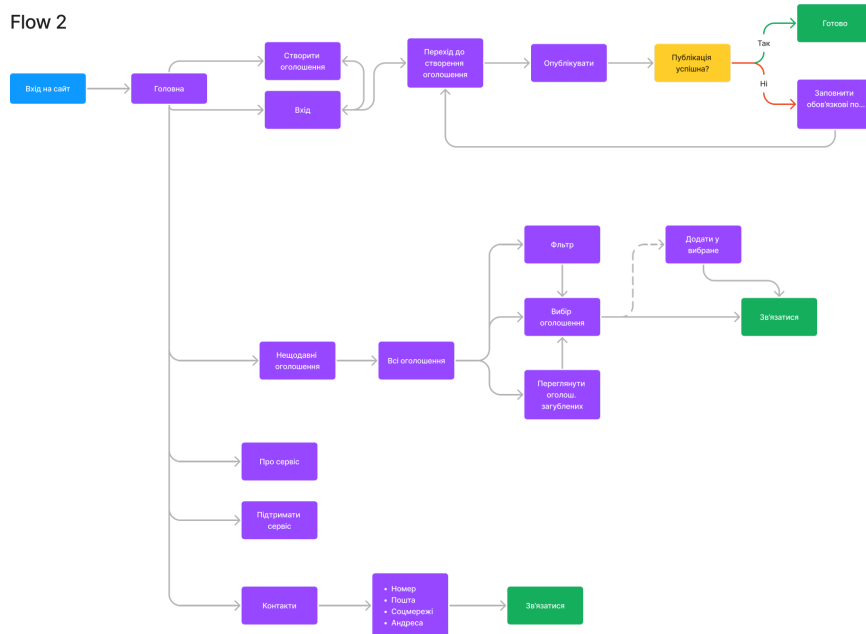 Flow 2
Готово
Створити
оголошення
Перехід до
створення
оголошення
Опублікувати
Публікація
успішна?
Так
Ні
Вхід на сайт
Головна
Вхід
Заповнити
обов'язкові по...
Фльтр
Додати у
вибране
Вибір
оголошення
Зв'язатися
Нещодавні
оголошення
Всі оголошення
Переглянути
оголош.
загублених
Про сервіс
Підтримати
сервіс
Контакти
• Номер
• Пошта
• Соцмережі
• Андреса
Зв'язатися